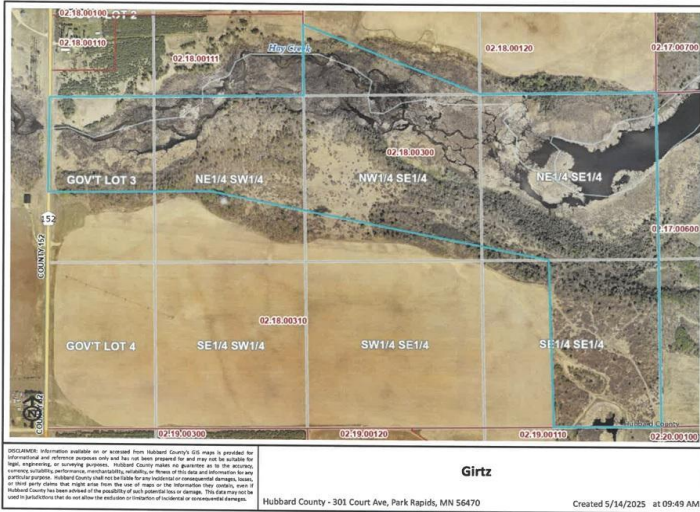 LOT 2
02.18.00100
02.18.00110
02.18.00111
Hay Creek
02.18.00120
02.17.00700
02.18.00300
GOV'T LOT 3
NE1/4 SW1/4
NW1/4 SE1/4
NE1/4 SE1/4
152
02.17.00600
COUNTY 152
02.18.00310
GOV'T LOT 4
SE1/4 SW1/4
SW1/4 SE1/4
SE1/4 SE1/4
Hubbard County
02.19.00300
02.19.00120
02.19.00110
02.20.00100
DISCLAIMER: Information available on or accessed from Hubbard County's GIS maps is provided for
informational and reference purposes only and has not been prepared for and may not be suitable for
legal, engineering, or surveying purposes. Hubbard County makes no guarantee as to the accuracy,
currency, suitability, performance, merchantability, reliability, or fitness of this data and information for any
particular purpose. Hubbard County shall not be liable for any incidental or consequential damages, losses,
or third party claims that might arise from the use of maps or the information they contain, even if
Hubbard County has been advised of the possibility of such potential loss or damage. This data may not be
used in jurisdictions that do not allow the exclusion or limitation of incidental or consequential damages.
Girtz
Hubbard County - 301 Court Ave, Park Rapids, MN 56470
Created 5/14/2025 at 09:49 AM